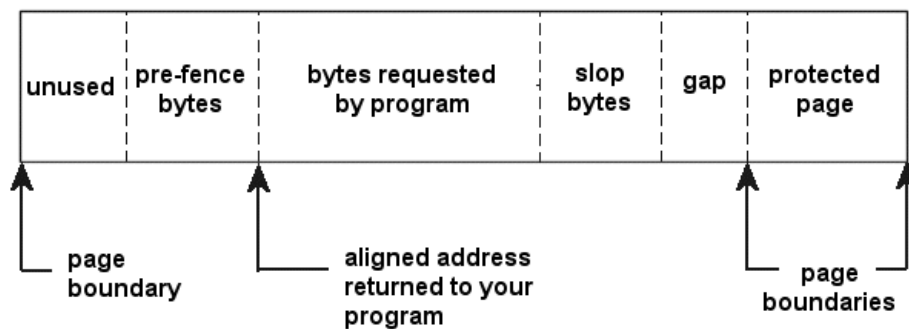 unused
pre-fence
bytes
bytes requested
by program
slop
bytes
gap
protected
page
page
boundary
aligned address
returned to your
program
page
boundaries